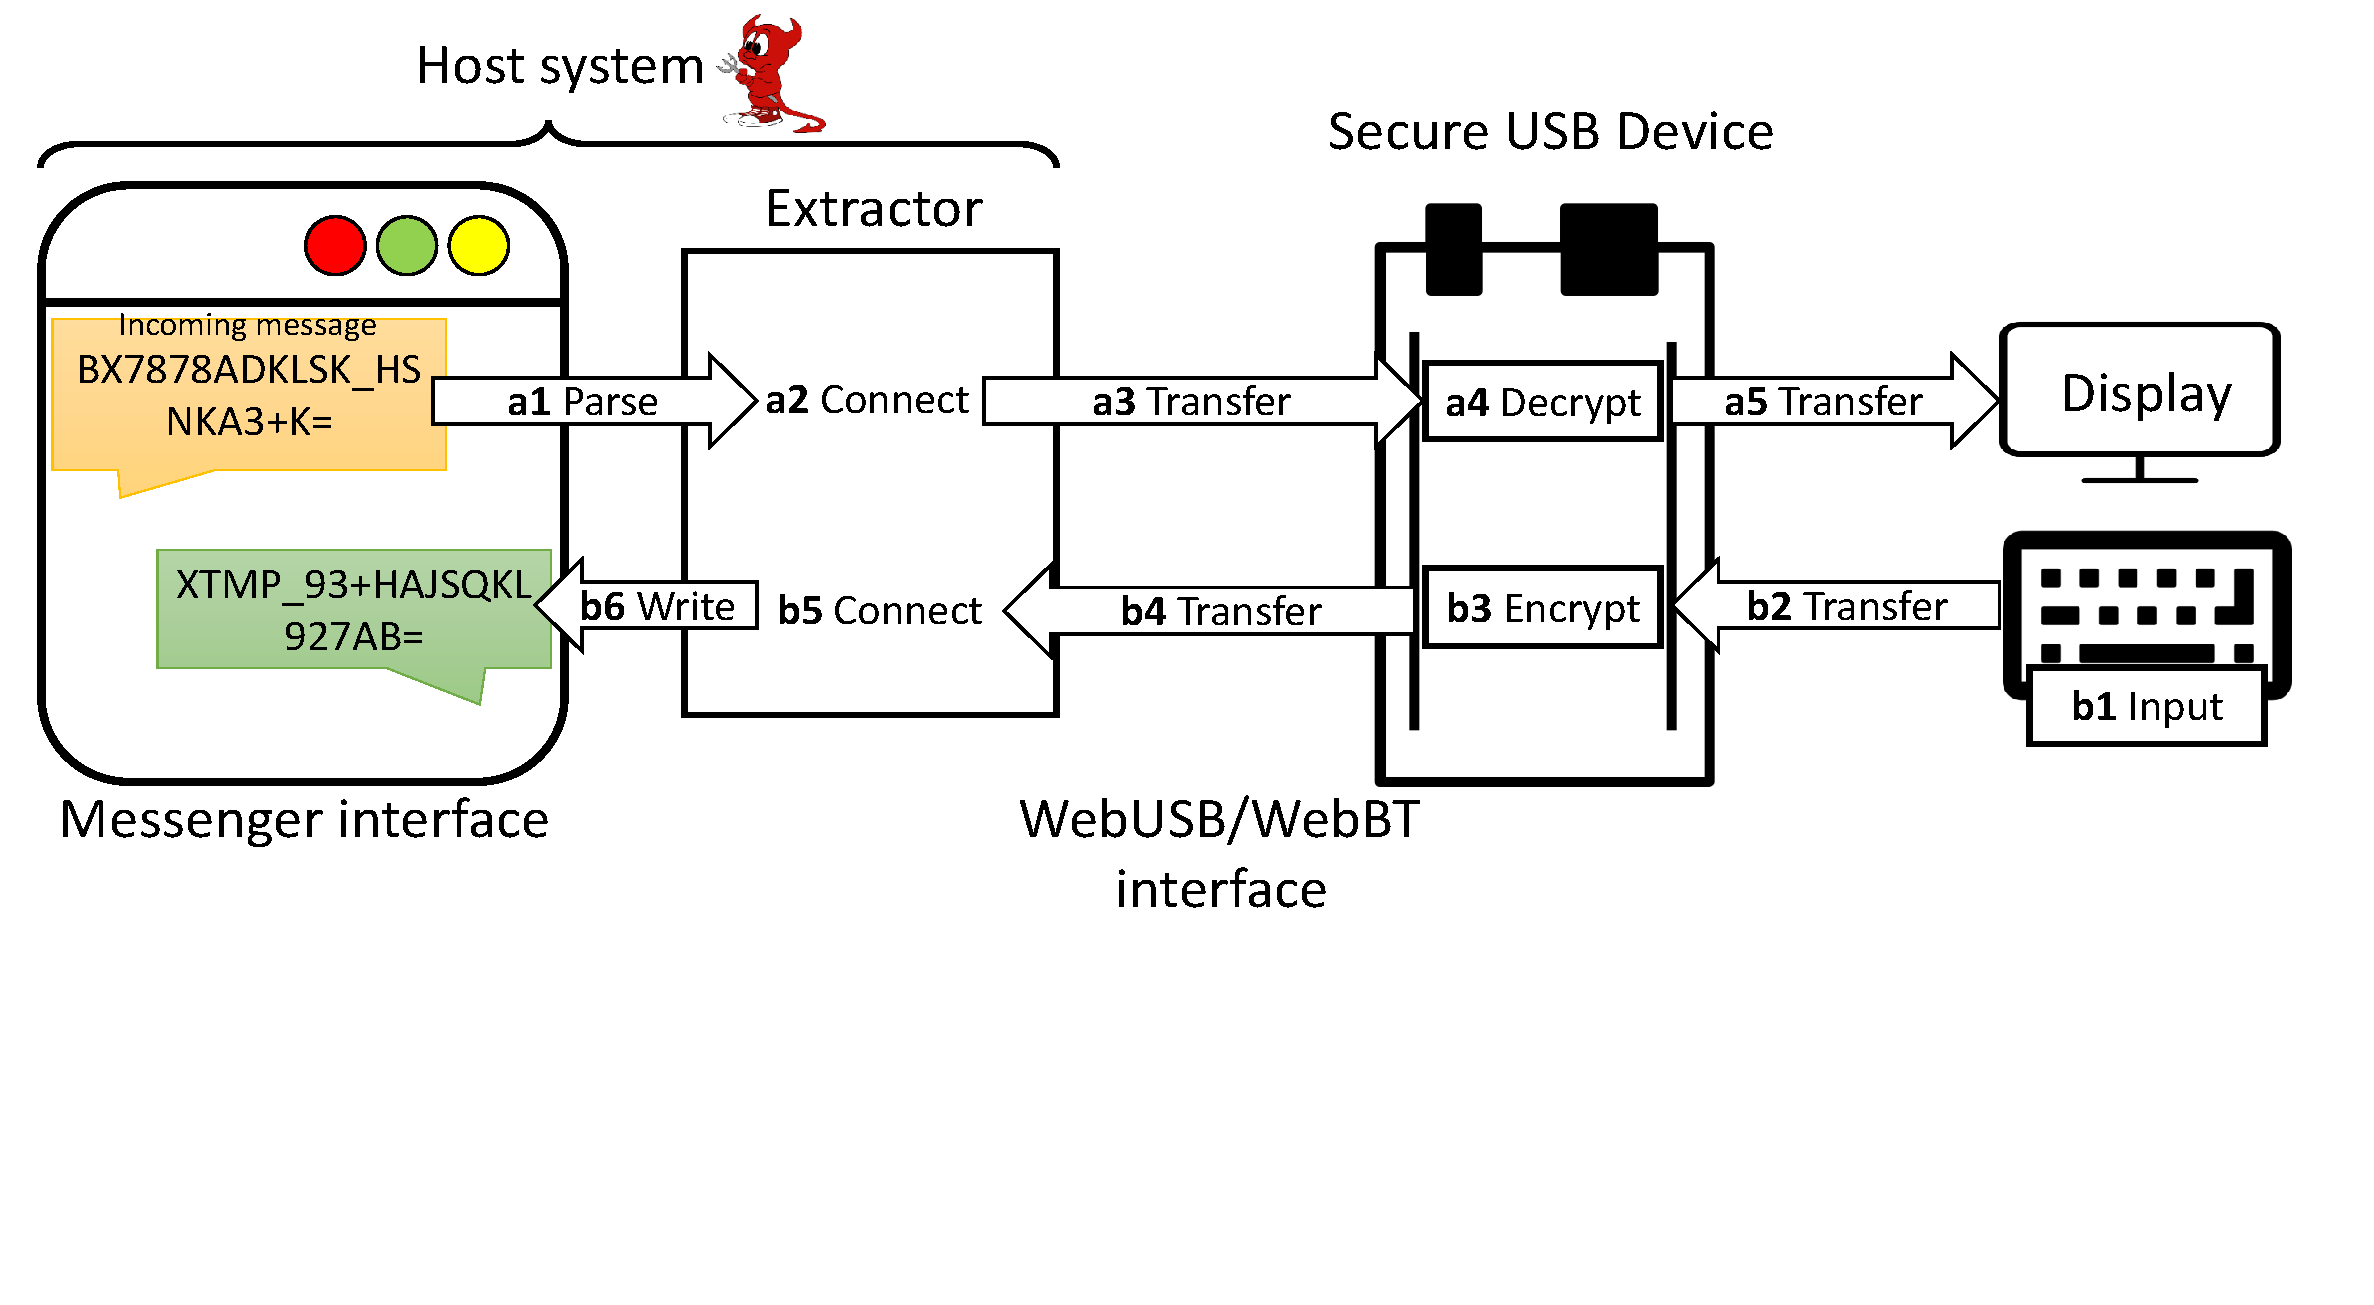 Host system
Secure USB Device
Extractor
Incoming message
BX7878ADKLSK_HS
NKA3+K=
a1 Parse
a2 Connect
a3 Transfer
a4 Decrypt
a5 Transfer
Display
XTMP_93+HAJSQKL
927AB=
b6 Write
b5 Connect
b4 Transfer
b3 Encrypt
b2 Transfer
b1 Input
Messenger interface
WebUSB/WebBT
interface